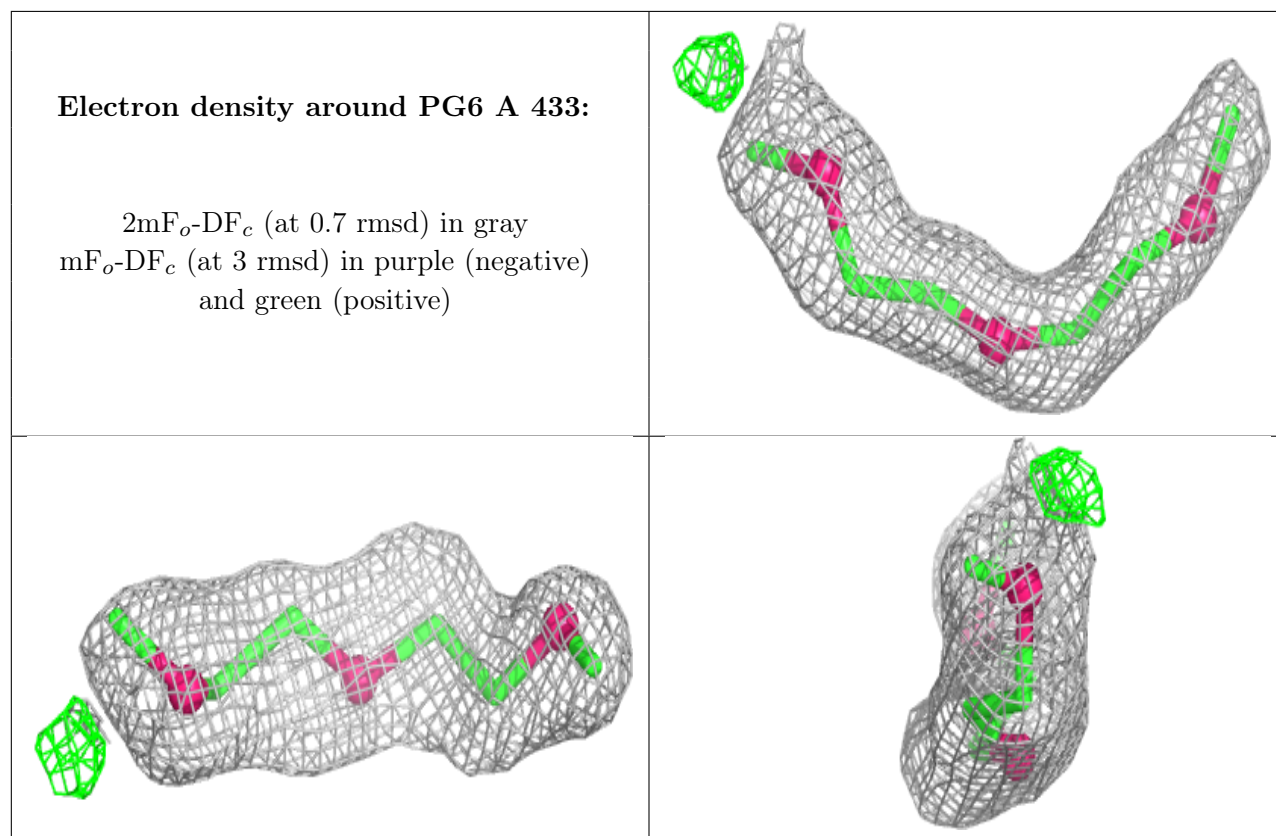 Electron density around PG6 A 433:
2mFₒ-DF𝒸 (at 0.7 rmsd) in gray
mFₒ-DF𝒸 (at 3 rmsd) in purple (negative)
and green (positive)